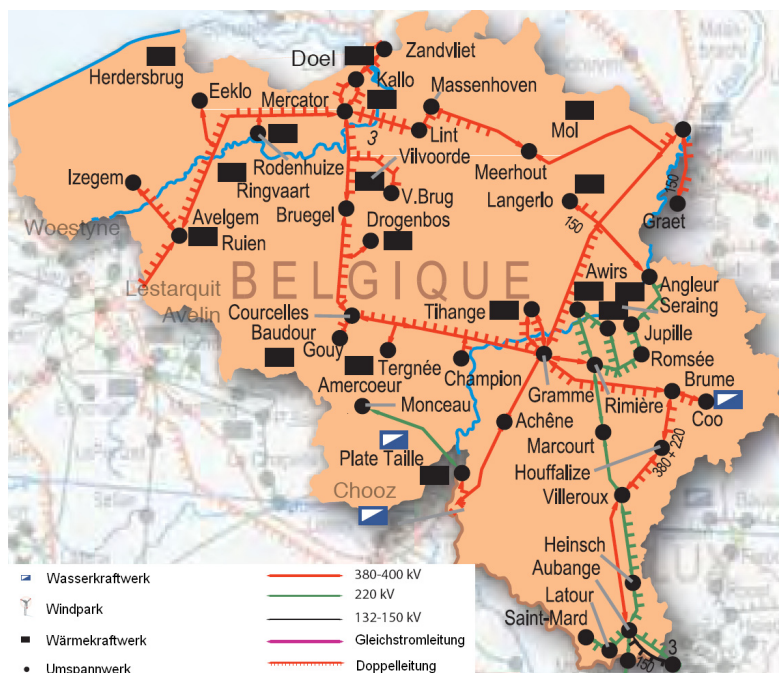 Doel
Zandvliet
Herdersbrug
Kallo
Massenhoven
Eeklo
Mercator
3
Lint
Mol
Rodenhuize
Vilvoorde
Meerhout
Izegem
Ringvaart
V.Brug
Langerlo
150
150
Graet
Woestyne
Avelgem
Bruegel
Drogenbos
Ruien
BELGIQUE
Awirs
Angleur
Lestarquit
Seraing
Avelin
Courcelles
Tihange
Jupille
Baudour
Gouy
Romsée
Tergnée
Champion
Gramme
Rimière
Brume
Amercoeur
Coo
Monceau
Achêne
Marcourt
Plate Taille
Houffalize
380+ 220
Chooz
Villeroux
Heinsch
LUX
Aubange
Latour
Saint-Mard
3
150
Wasserkraftwerk
380-400 kV
220 kV
Windpark
132-150 kV
Wärmekraftwerk
Gleichstromleitung
Umspannwerk
Doppelleitung